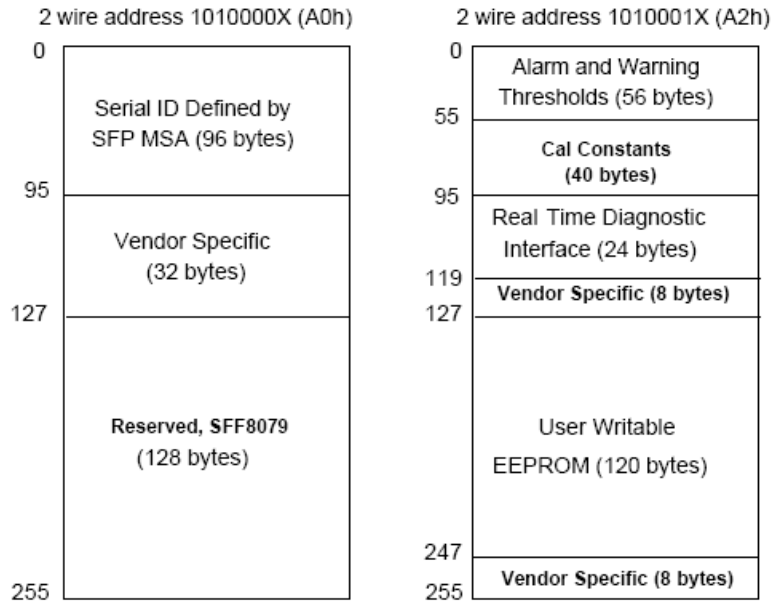 2 wire address 1010000X (A0h)
0
Serial ID Defined by
SFP MSA (96 bytes)
95
Vendor Specific
(32 bytes)
127
Reserved, SFF8079
(128 bytes)
255
2 wire address 1010001X (A2h)
0
Alarm and Warning
Thresholds (56 bytes)
55
Cal Constants
(40 bytes)
95
Real Time Diagnostic
Interface (24 bytes)
119
Vendor Specific (8 bytes)
127
User Writable
EEPROM (120 bytes)
247
Vendor Specific (8 bytes)
255